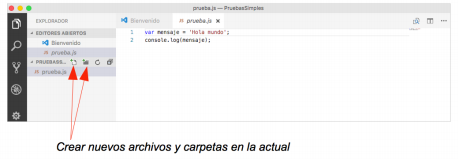 prueba.js — PruebasSimples
EXPLORADOR
Bienvenido
prueba.js
EDITORES ABIERTOS
Bienvenido
prueba.js
PRUEBASS...
prueba.js
1 var mensaje = 'Hola mundo';
2 console.log(mensaje);
Crear nuevos archivos y carpetas en la actual